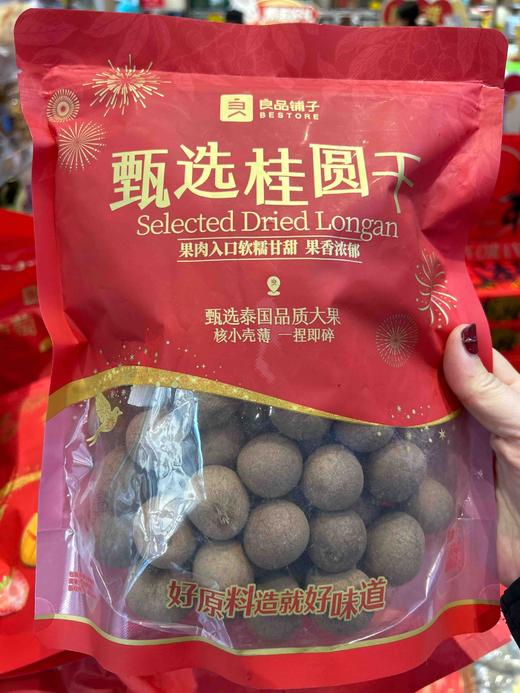 良品铺子
BESTORE
甄选桂圆干
Selected Dried Longan
果肉入口软糯甘甜 果香浓郁
甄选泰国品质大果
核小壳薄 一捏即碎
好原料造就好味道